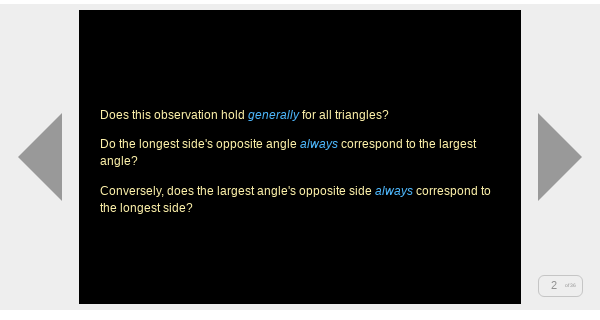 Does this observation hold generally for all triangles?
Do the longest side's opposite angle always correspond to the largest
angle?
Conversely, does the largest angle's opposite side always correspond to
the longest side?
2